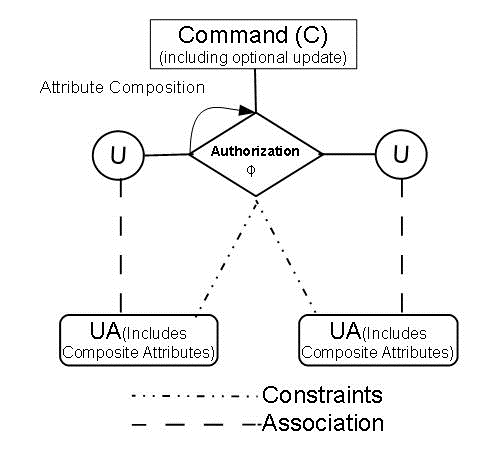 Command (C)
(including optional update)
Attribute Composition
Authorization
U
ϕ
U
UA(Includes
Composite Attributes)
UA(Includes
Composite Attributes)
Constraints
Association